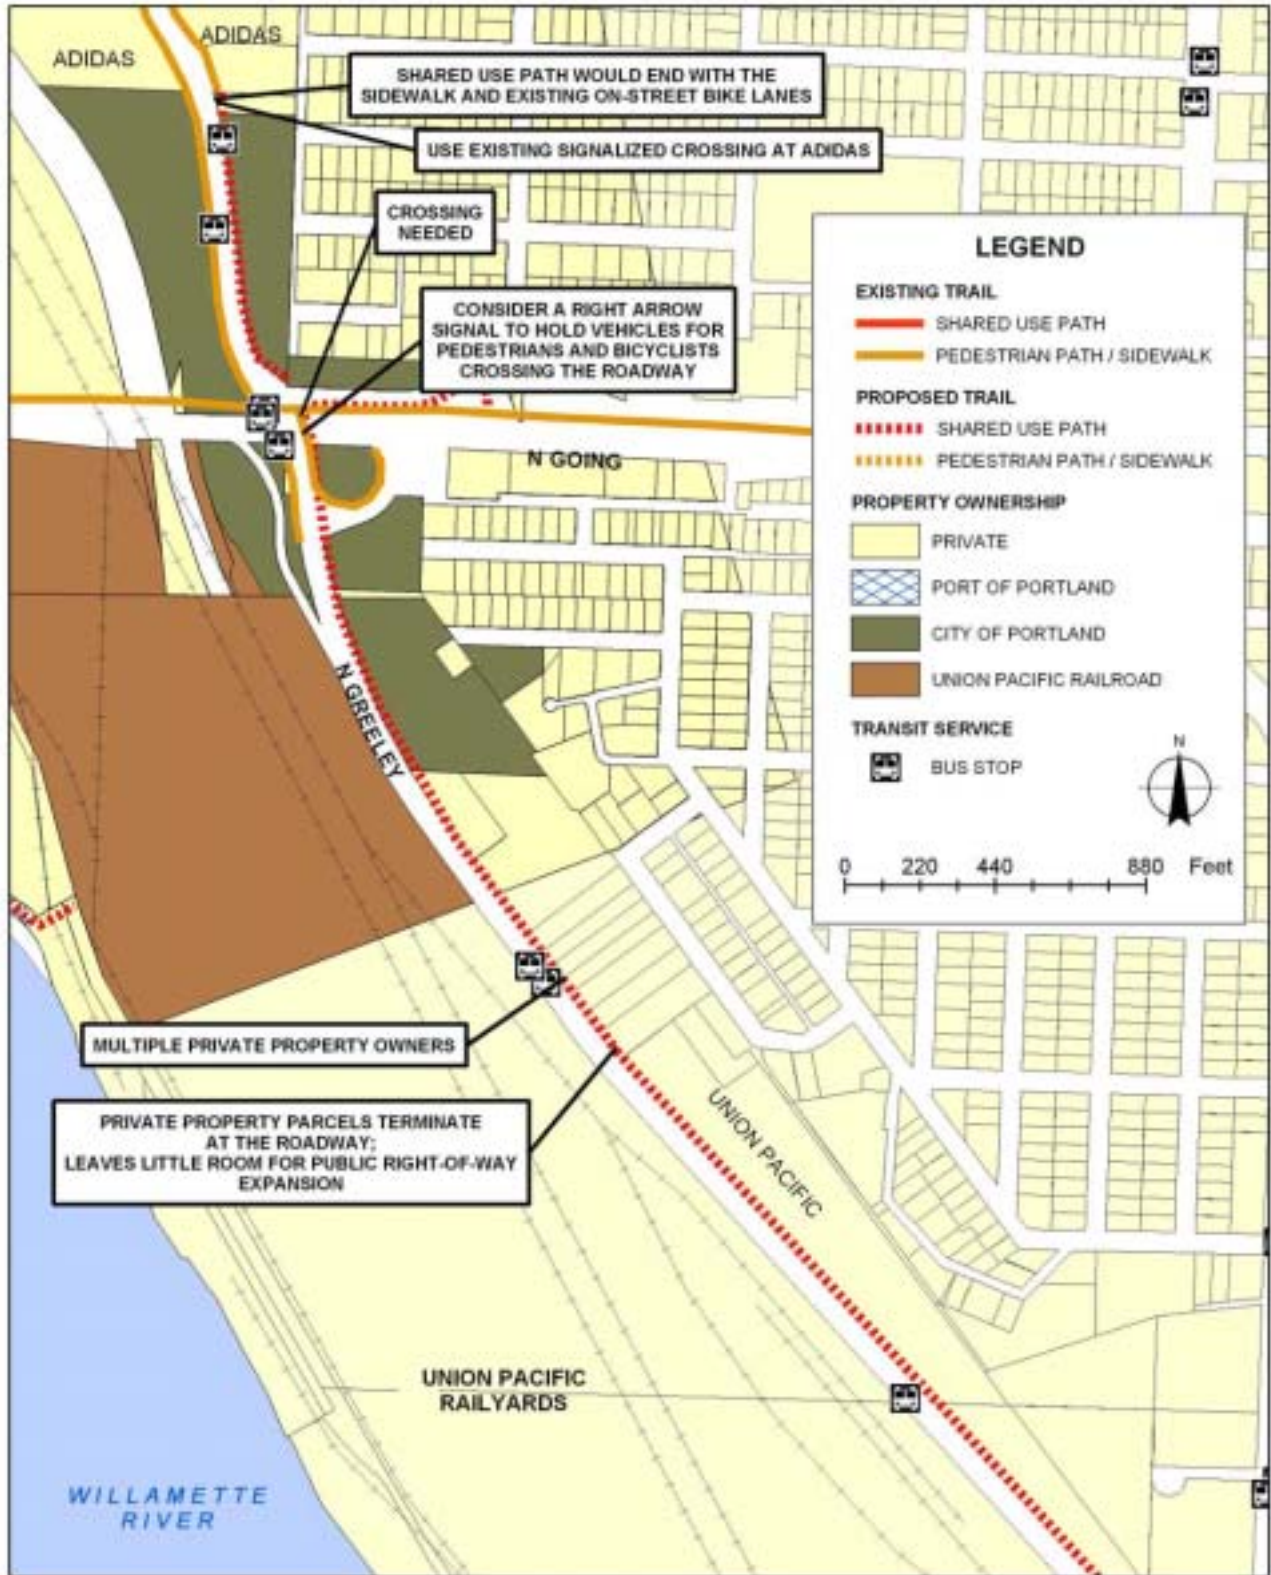 ADIDAS
ADIDAS
SHARED USE PATH WOULD END WITH THE
SIDEWALK AND EXISTING ON-STREET BIKE LANES
USE EXISTING SIGNALIZED CROSSING AT ADIDAS
CROSSING
NEEDED
CONSIDER A RIGHT ARROW
SIGNAL TO HOLD VEHICLES FOR
PEDESTRIANS AND BICYCLISTS
CROSSING THE ROADWAY
N GOING
N GREELEY
LEGEND
EXISTING TRAIL
SHARED USE PATH
PEDESTRIAN PATH / SIDEWALK
PROPOSED TRAIL
SHARED USE PATH
PEDESTRIAN PATH / SIDEWALK
PROPERTY OWNERSHIP
PRIVATE
PORT OF PORTLAND
CITY OF PORTLAND
UNION PACIFIC RAILROAD
TRANSIT SERVICE
BUS STOP
N
0 220 440 880 Feet
MULTIPLE PRIVATE PROPERTY OWNERS
PRIVATE PROPERTY PARCELS TERMINATE
AT THE ROADWAY;
LEAVES LITTLE ROOM FOR PUBLIC RIGHT-OF-WAY
EXPANSION
UNION PACIFIC
UNION PACIFIC
RAILYARDS
WILLAMETTE
RIVER